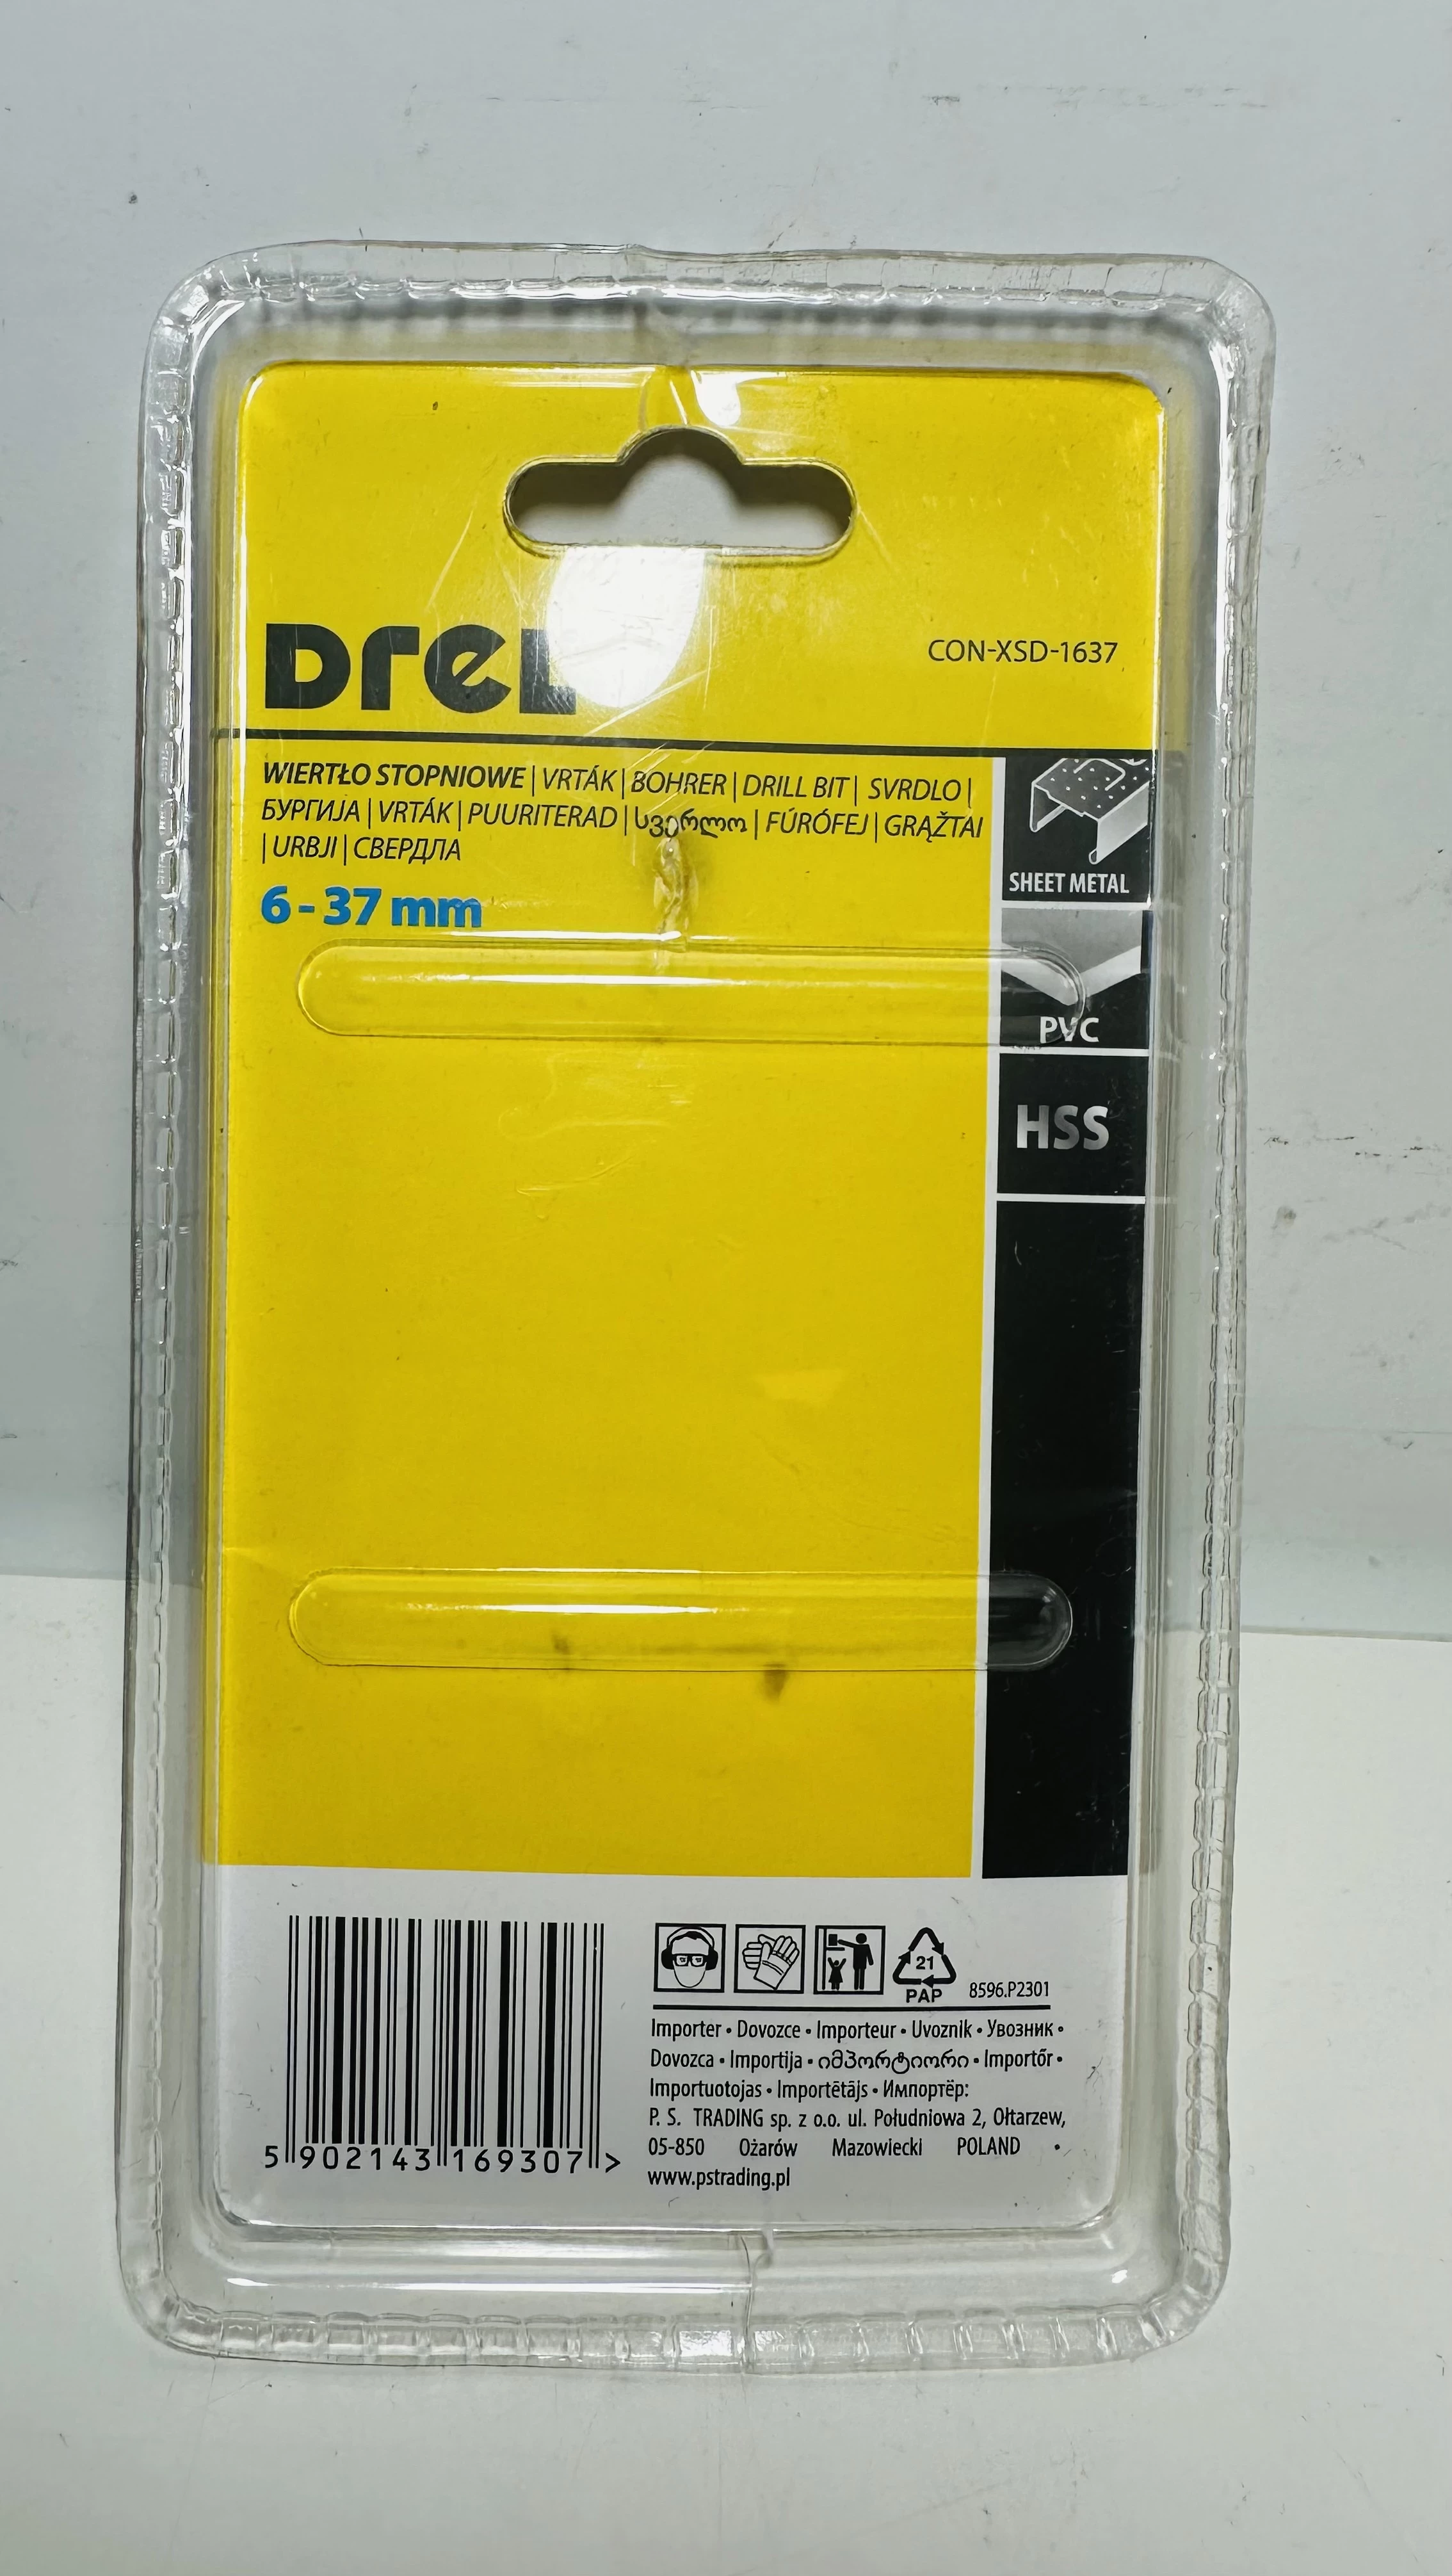 Drel
CON-XSD-1637
WIERTŁO STOPNIOWE | VRTÁK | BOHRER | DRILL BIT | SVRDLO |
БУРГИЈА | VRTÁK | PUURITERAD | სვერლო | FÚRÓFEJ | GRĄŽTAI
| URBJI | СВЕРДЛА
6 - 37 mm
SHEET METAL
PVC
HSS
5 902143 169307 >
21
PAP
8596.P2301
Importer • Dovozce • Importeur • Uvoznik • Увозник •
Dovozca • Importija • იმპორტიორი • Importőr •
Importuotojas • Importētājs • Импортёр:
P. S. TRADING sp. z o.o. ul. Południowa 2, Ołtarzew,
05-850 Ożarów Mazowiecki POLAND •
www.pstrading.pl